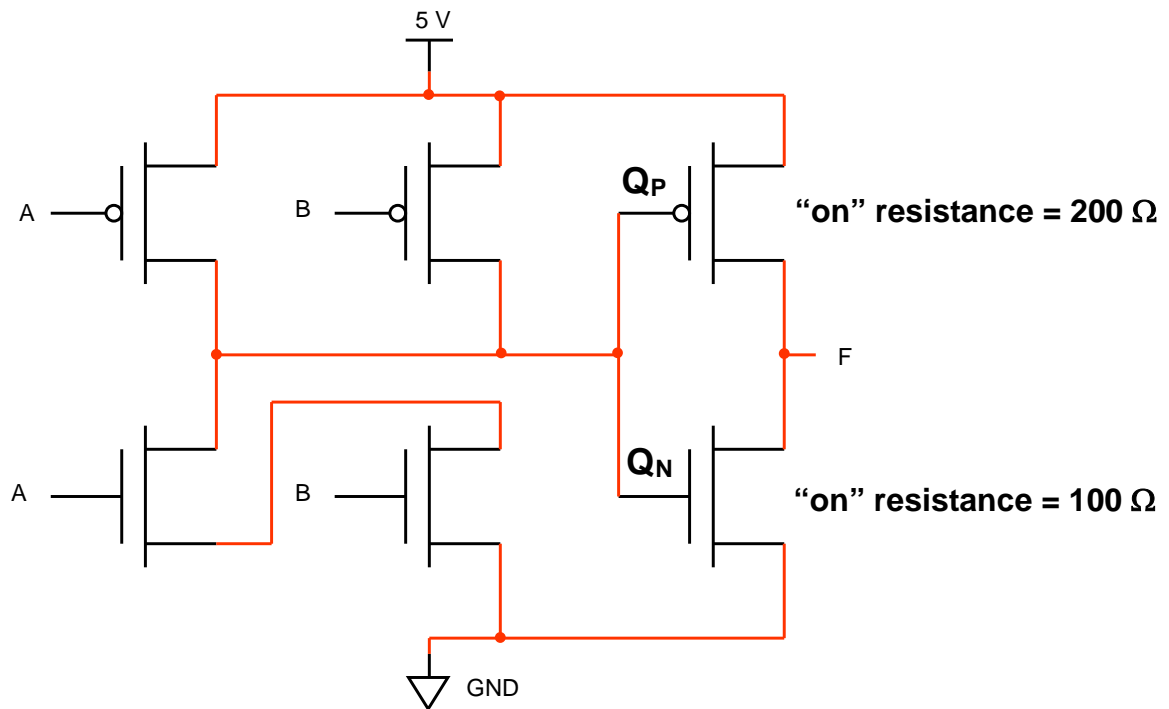 5 V
A
B
QP
“on” resistance = 200 Ω
F
A
B
QN
“on” resistance = 100 Ω
GND